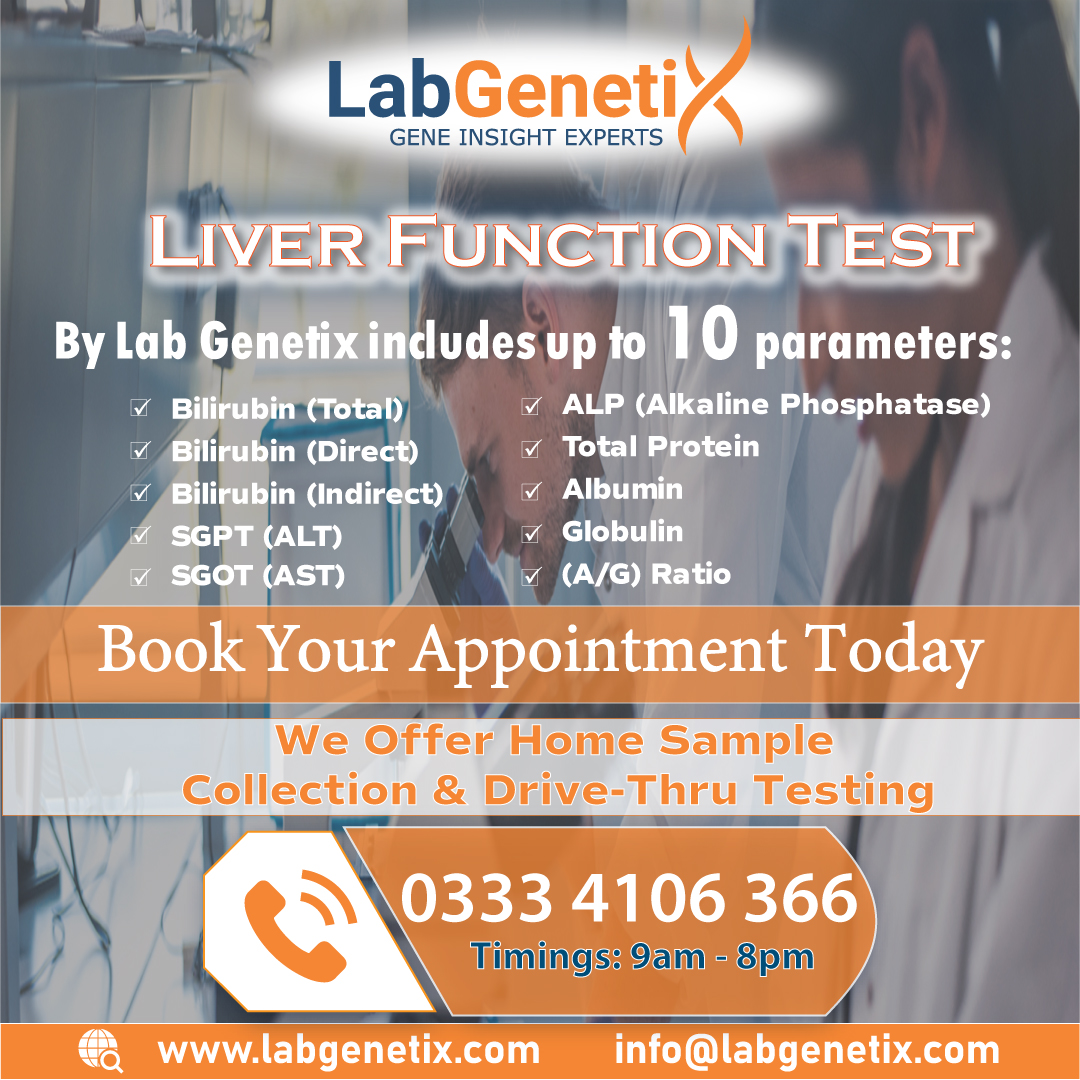 LabGenetiX
GENE INSIGHT EXPERTS
LIVER FUNCTION TEST
By Lab Genetix includes up to 10 parameters:
Bilirubin (Total)
Bilirubin (Direct)
Bilirubin (Indirect)
SGPT (ALT)
SGOT (AST)
ALP (Alkaline Phosphatase)
Total Protein
Albumin
Globulin
(A/G) Ratio
Book Your Appointment Today
We Offer Home Sample
Collection & Drive-Thru Testing
0333 4106 366
Timings: 9am - 8pm
www.labgenetix.com info@labgenetix.com